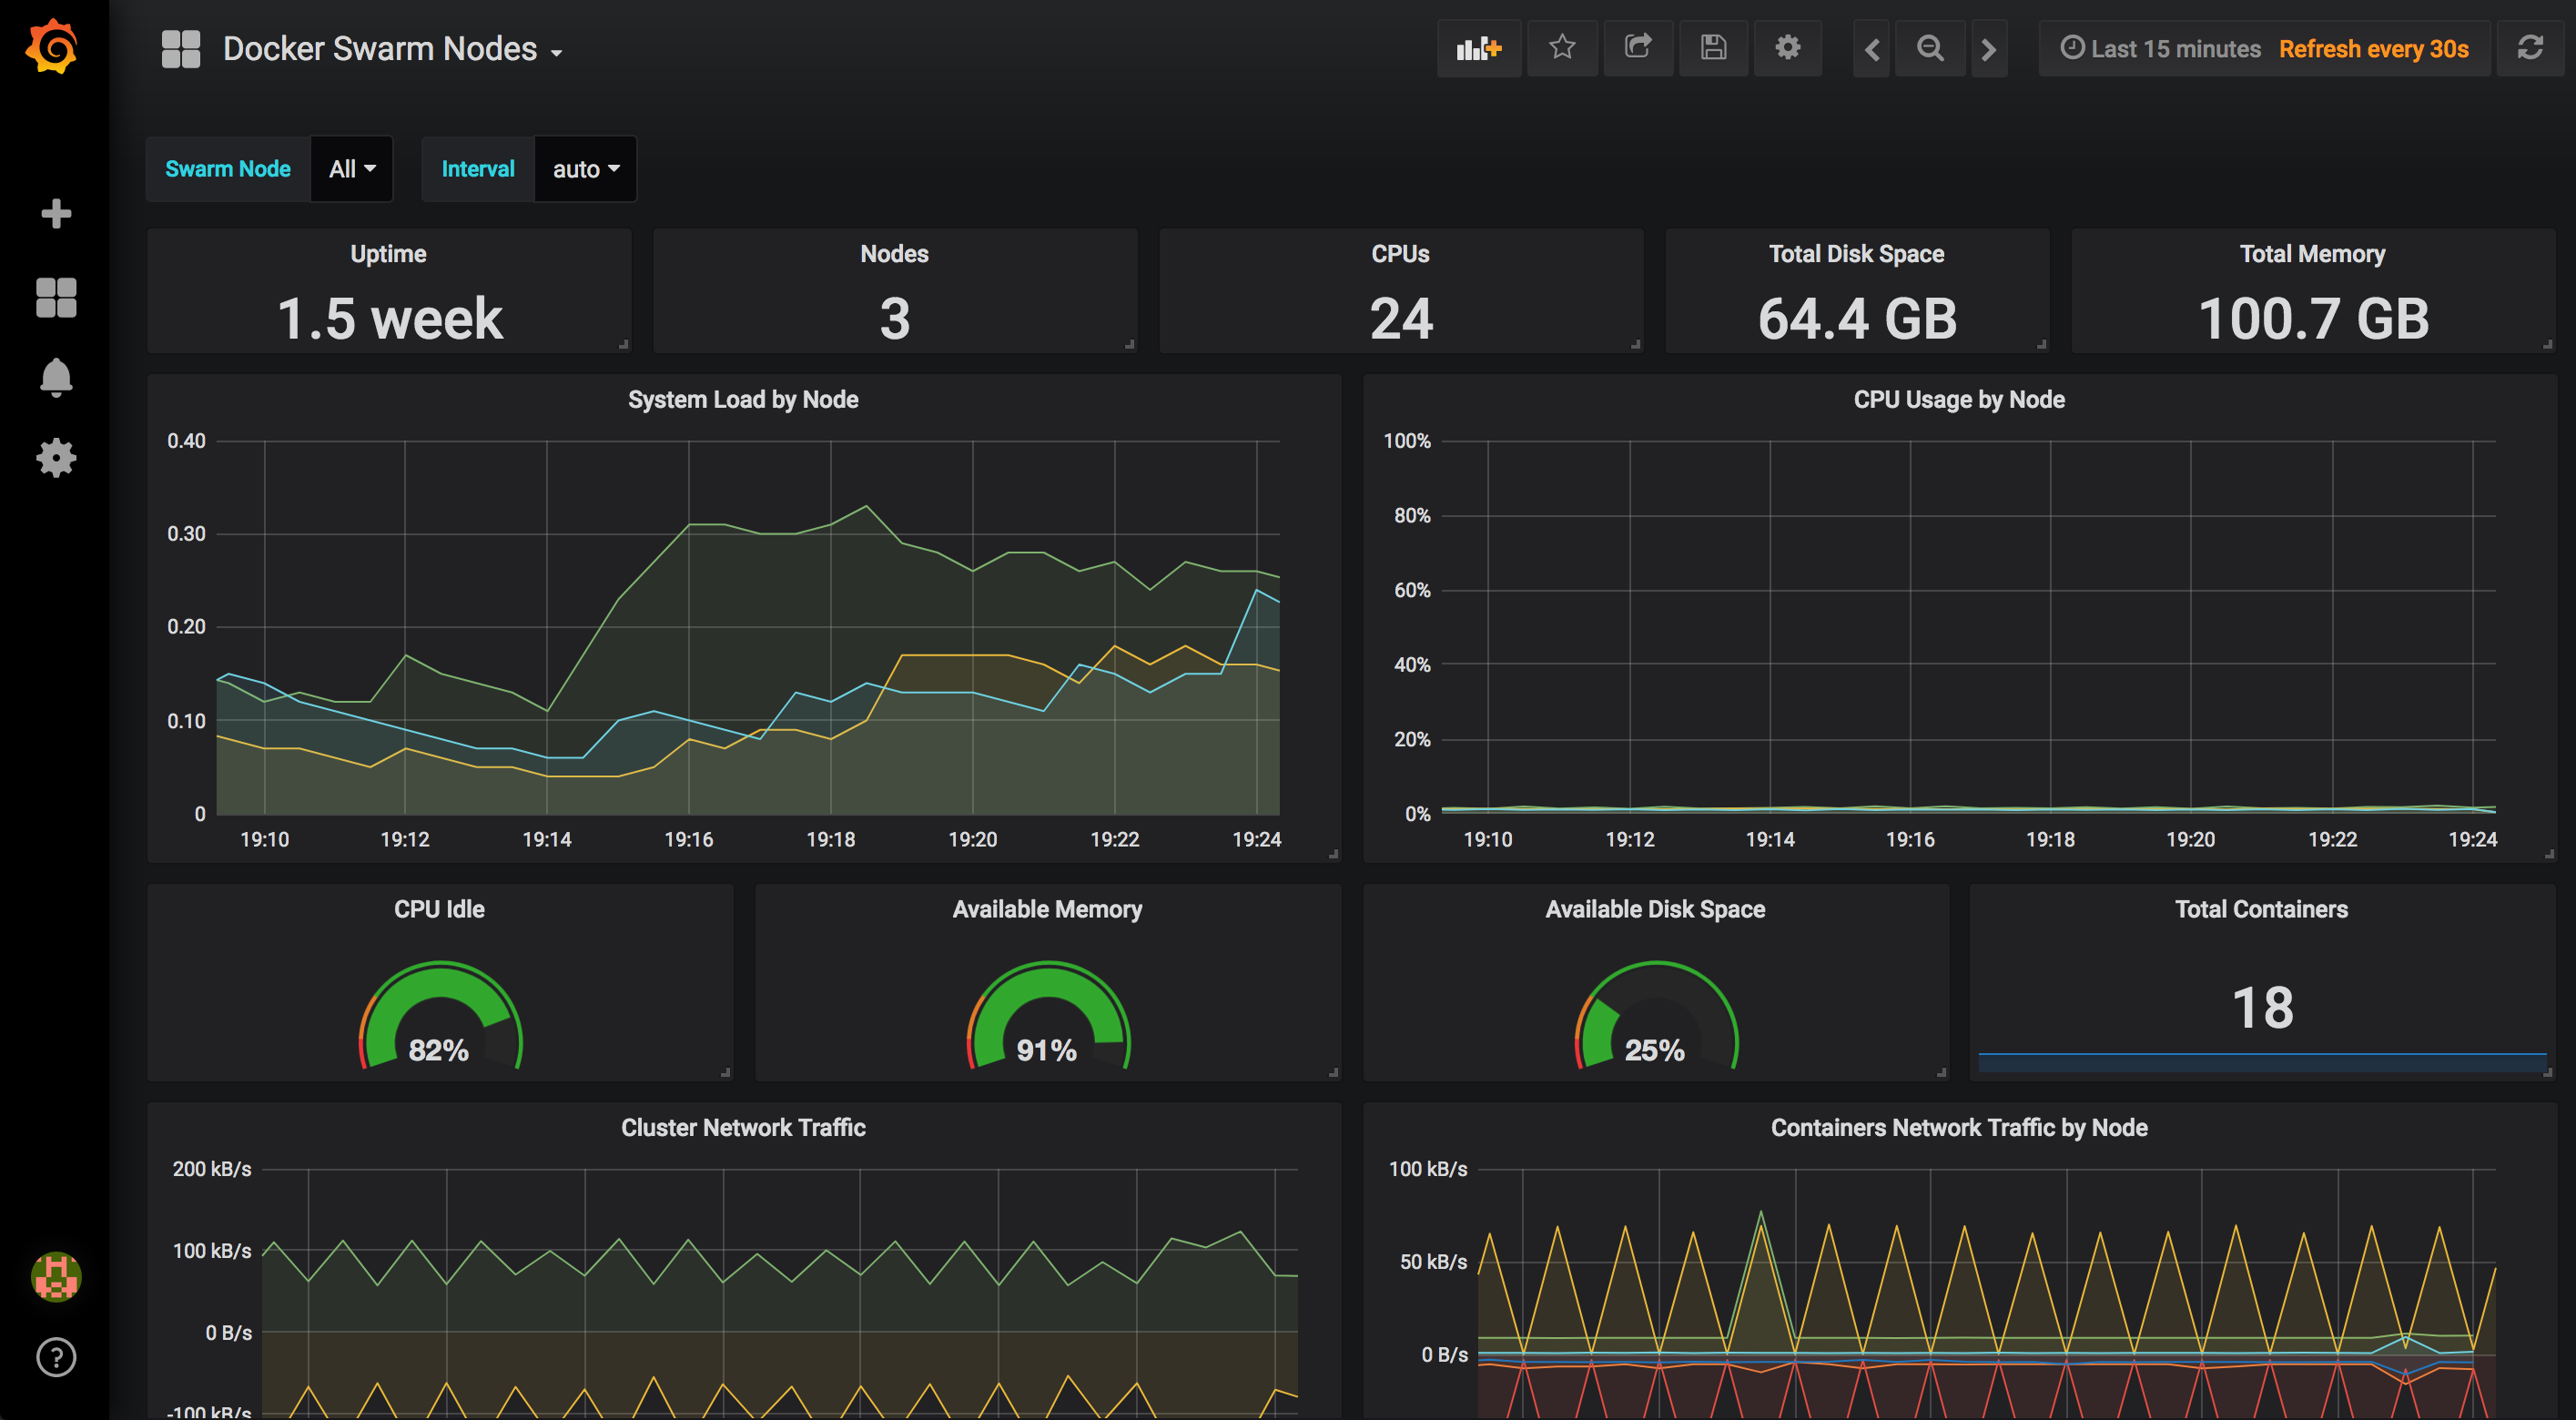 Docker Swarm Nodes
Last 15 minutes Refresh every 30s
Swarm Node All Interval auto
Uptime
1.5 week
Nodes
3
CPUs
24
Total Disk Space
64.4 GB
Total Memory
100.7 GB
System Load by Node
0.40
0.30
0.20
0.10
0
19:10 19:12 19:14 19:16 19:18 19:20 19:22 19:24
CPU Usage by Node
100%
80%
60%
40%
20%
0%
19:10 19:12 19:14 19:16 19:18 19:20 19:22 19:24
CPU Idle
82%
Available Memory
91%
Available Disk Space
25%
Total Containers
18
Cluster Network Traffic
200 kB/s
100 kB/s
0 B/s
-100 kB/s
Containers Network Traffic by Node
100 kB/s
50 kB/s
0 B/s
?